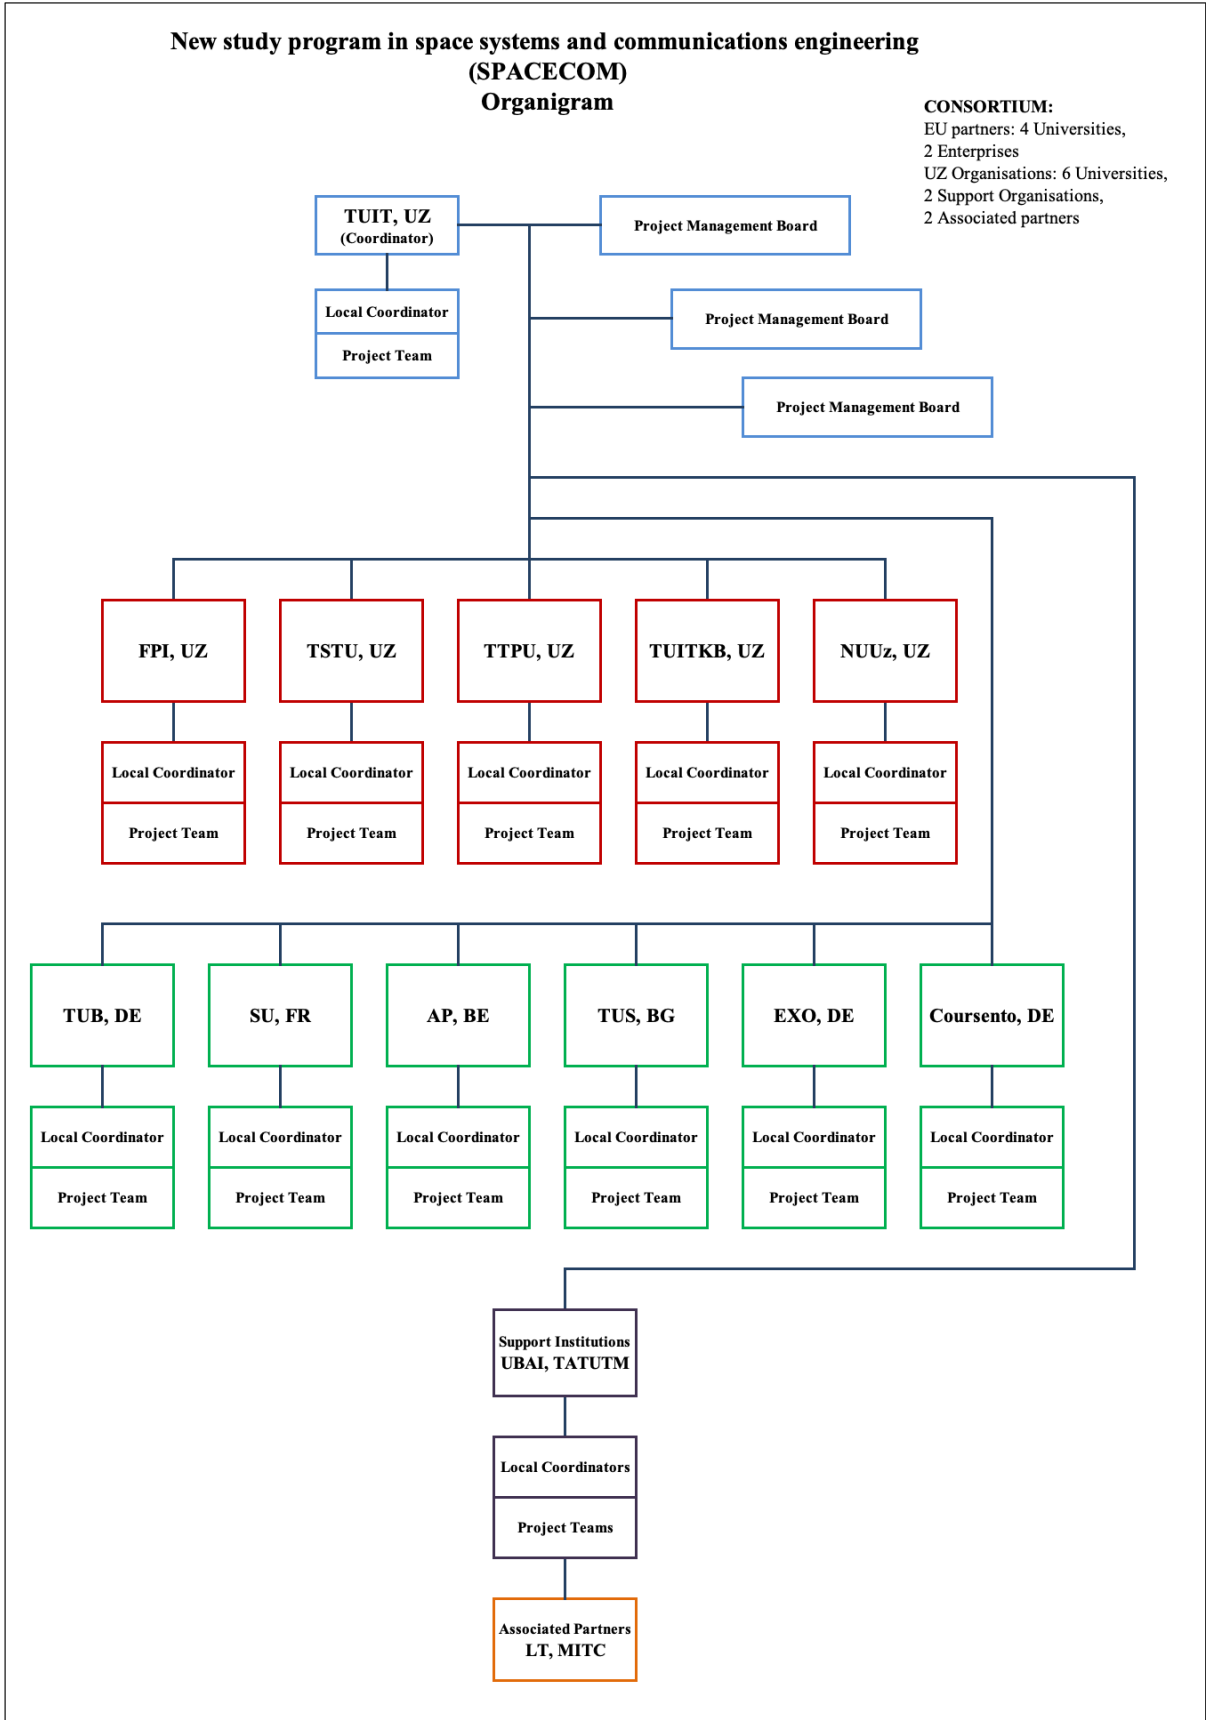 New study program in space systems and communications engineering
(SPACECOM)
Organigram
CONSORTIUM:
EU partners: 4 Universities,
2 Enterprises
UZ Organisations: 6 Universities,
2 Support Organisations,
2 Associated partners
TUIT, UZ
(Coordinator)
Project Management Board
Local Coordinator
Project Team
Project Management Board
Project Management Board
FPI, UZ
TSTU, UZ
TTPU, UZ
TUITKB, UZ
NUUz, UZ
Local Coordinator
Local Coordinator
Local Coordinator
Local Coordinator
Local Coordinator
Project Team
Project Team
Project Team
Project Team
Project Team
TUB, DE
SU, FR
AP, BE
TUS, BG
EXO, DE
Coursento, DE
Local Coordinator
Local Coordinator
Local Coordinator
Local Coordinator
Local Coordinator
Local Coordinator
Project Team
Project Team
Project Team
Project Team
Project Team
Project Team
Support Institutions
UBAI, TATUTM
Local Coordinators
Project Teams
Associated Partners
LT, MITC